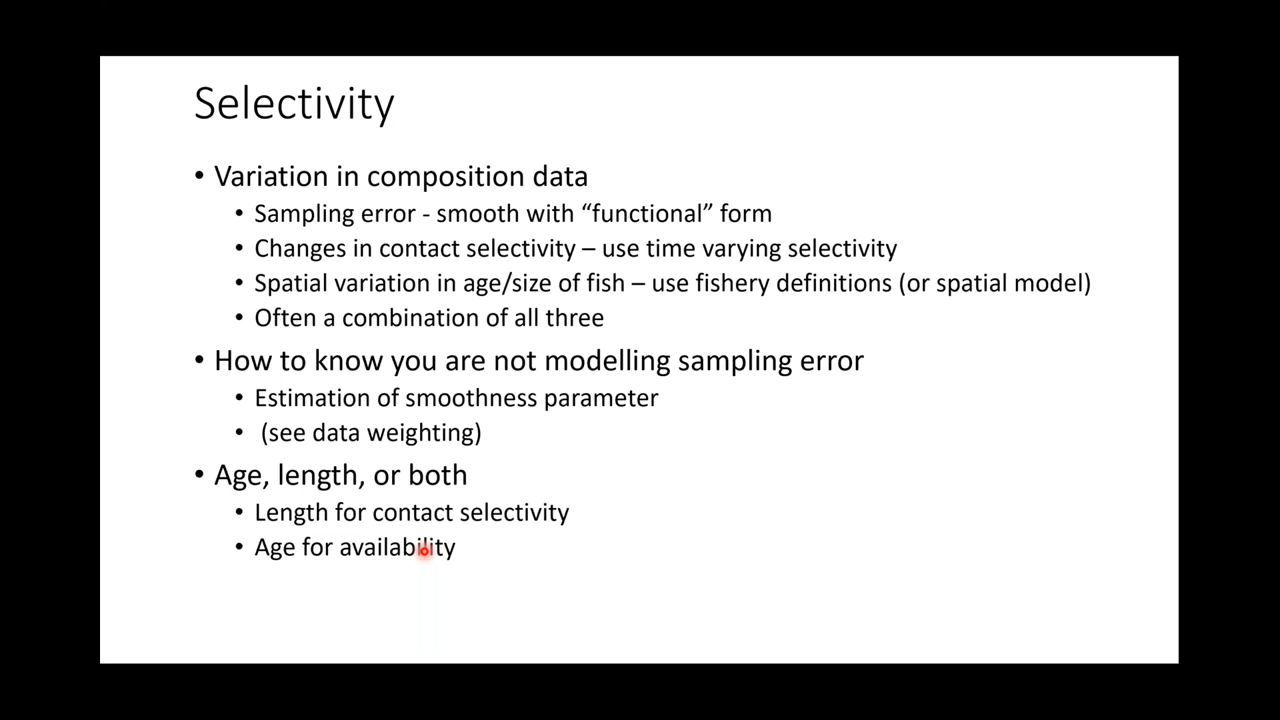 Selectivity
• Variation in composition data
• Sampling error - smooth with “functional” form
• Changes in contact selectivity – use time varying selectivity
• Spatial variation in age/size of fish – use fishery definitions (or spatial model)
• Often a combination of all three
• How to know you are not modelling sampling error
• Estimation of smoothness parameter
• (see data weighting)
• Age, length, or both
• Length for contact selectivity
• Age for availability